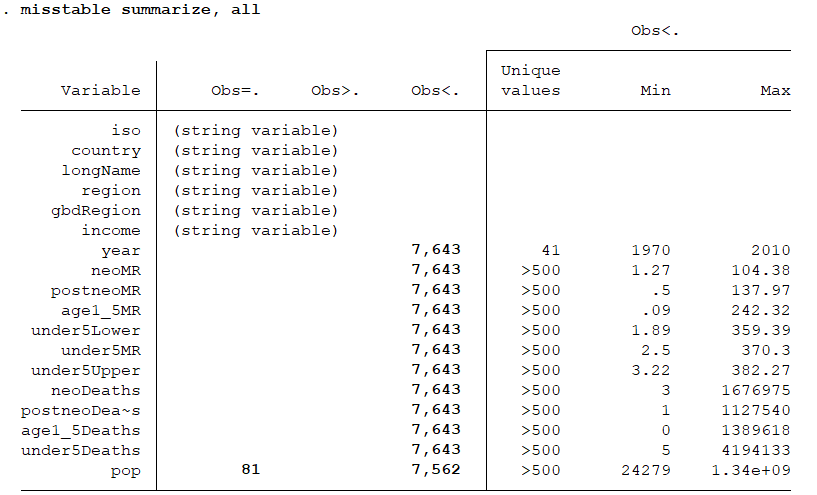 . misstable summarize, all
Obs<.
Unique
Variable Obs=. Obs>. Obs<. values Min Max
iso (string variable)
country (string variable)
longName (string variable)
region (string variable)
gbdRegion (string variable)
income (string variable)
year 7,643 41 1970 2010
neoMR 7,643 >500 1.27 104.38
postneoMR 7,643 >500 .5 137.97
age1_5MR 7,643 >500 .09 242.32
under5Lower 7,643 >500 1.89 359.39
under5MR 7,643 >500 2.5 370.3
under5Upper 7,643 >500 3.22 382.27
neoDeaths 7,643 >500 3 1676975
postneoDea~s 7,643 >500 1 1127540
age1_5Deaths 7,643 >500 0 1389618
under5Deaths 7,643 >500 5 4194133
pop 81 7,562 >500 24279 1.34e+09